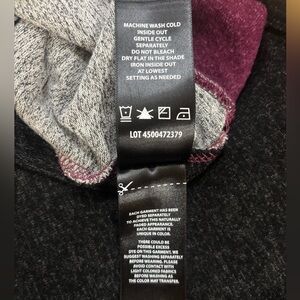 MACHINE WASH COLD
INSIDE OUT
GENTLE CYCLE
SEPARATELY
DO NOT BLEACH
DRY FLAT IN THE SHADE
IRON INSIDE OUT
AT LOWEST
SETTING AS NEEDED
LOT 4500472379
EACH GARMENT HAS BEEN
DYED SEPARATELY
TO ACHIEVE THIS NATURALLY
FADED APPEARANCE.
EACH GARMENT IS
UNIQUE IN COLOR.
THERE COULD BE
POSSIBLE EXCESS
DYE ON THIS GARMENT. WE
SUGGEST WASHING SEPARATELY
BEFORE WEARING. PLEASE
AVOID CONTACT WITH
LIGHT COLORED FABRICS
BEFORE WASHING AS
THE COLOR MAY TRANSFER.